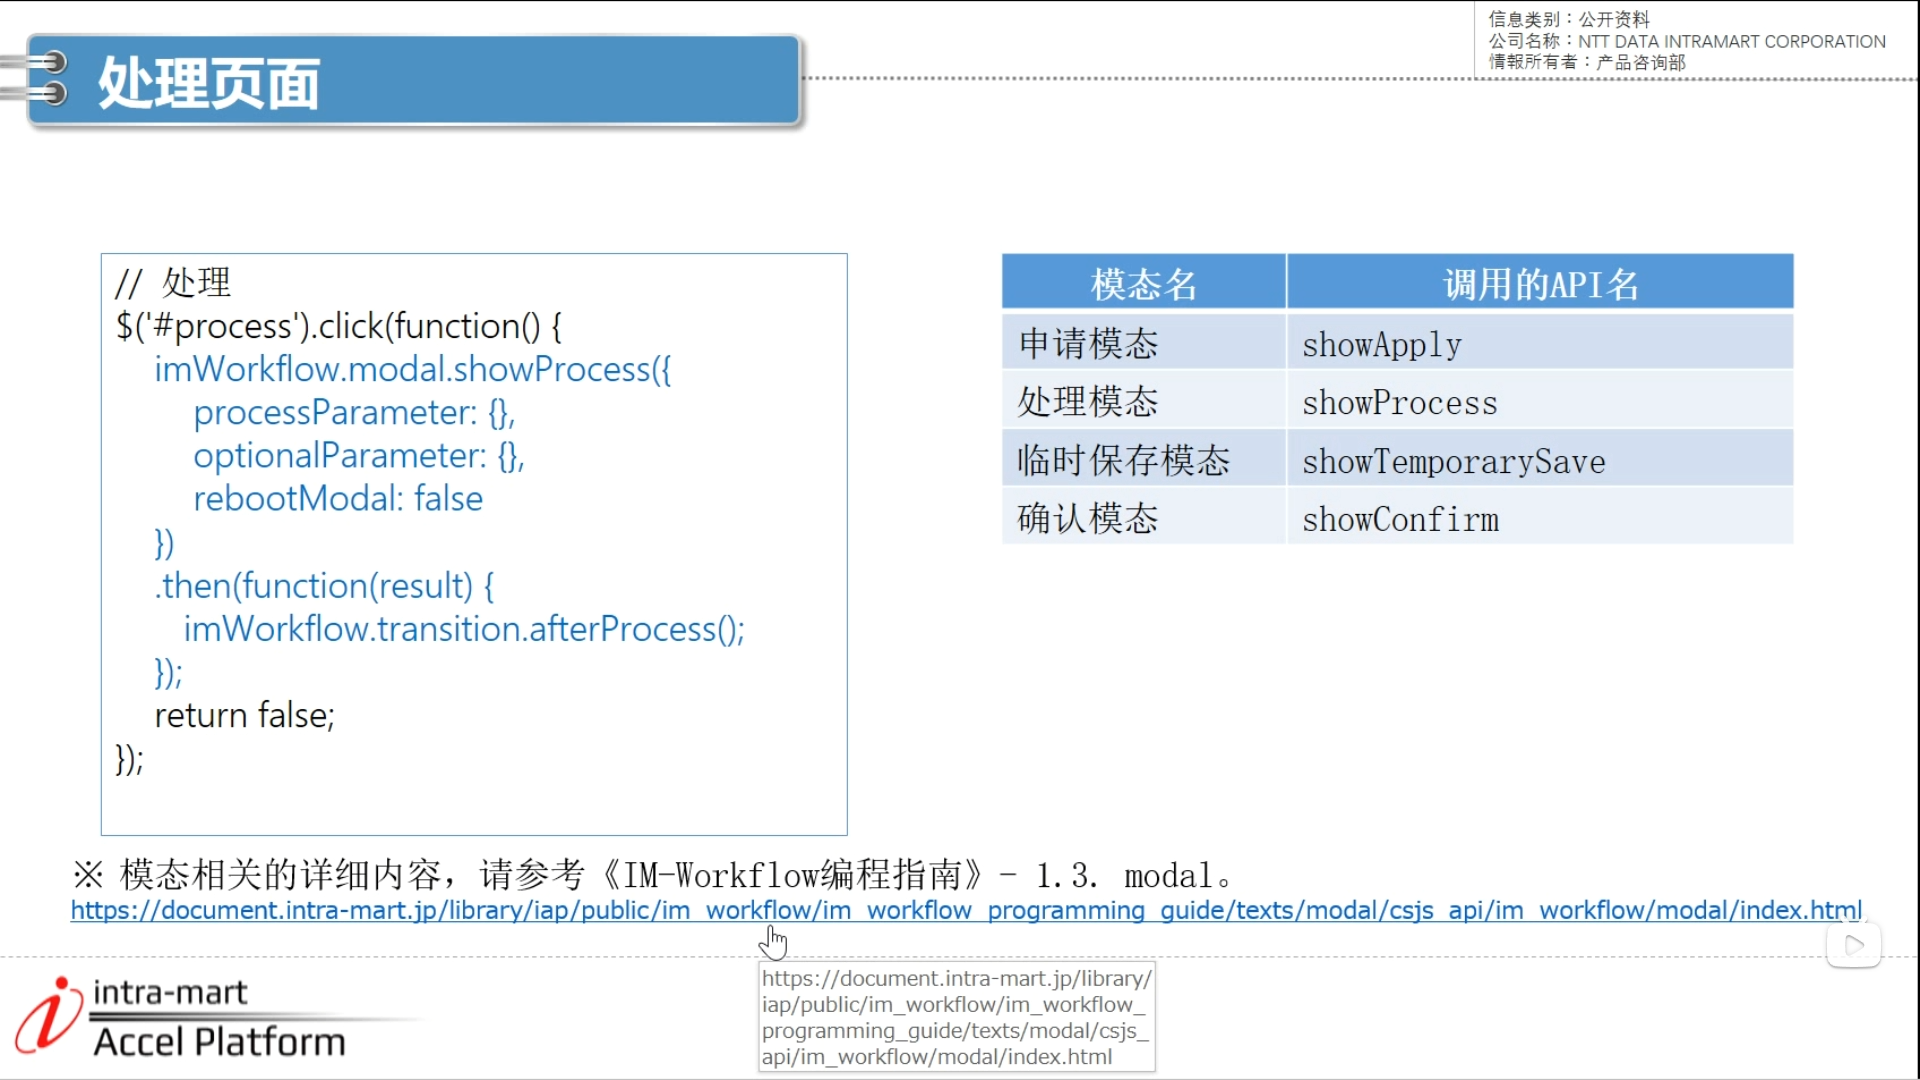 信息类别：公开资料
公司名称：NTT DATA INTRAMART CORPORATION
情報所有者：产品咨询部
处理页面
// 处理
$('#process').click(function() {
imWorkflow.modal.showProcess({
processParameter: {},
optionalParameter: {},
rebootModal: false
})
.then(function(result) {
imWorkflow.transition.afterProcess();
});
return false;
});
模态名 调用的API名
申请模态 showApply
处理模态 showProcess
临时保存模态 showTemporarySave
确认模态 showConfirm
※ 模态相关的详细内容，请参考《IM-Workflow编程指南》- 1.3. modal。
https://document.intra-mart.jp/library/iap/public/im_workflow/im_workflow_programming_guide/texts/modal/csjs_api/im_workflow/modal/index.html
https://document.intra-mart.jp/library/
iap/public/im_workflow/im_workflow_
programming_guide/texts/modal/csjs_
api/im_workflow/modal/index.html
intra-mart
Accel Platform